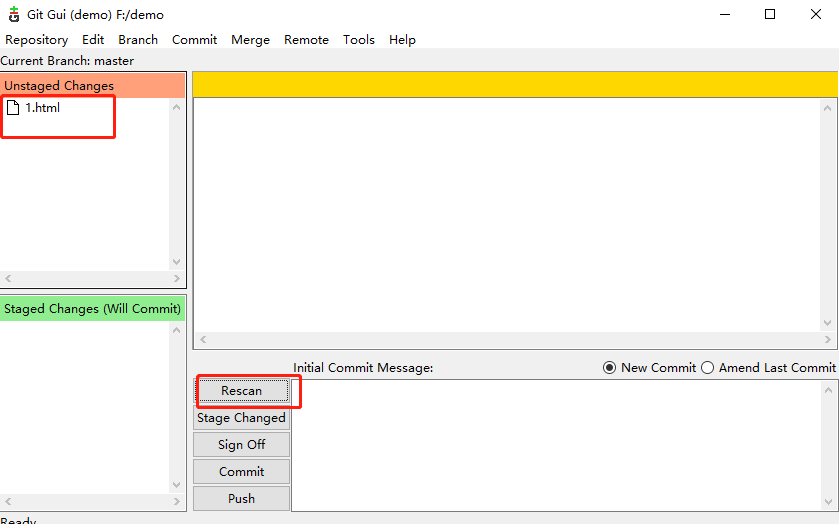 Git Gui (demo) F:/demo
Repository Edit Branch Commit Merge Remote Tools Help
Current Branch: master
Unstaged Changes
1.html
Staged Changes (Will Commit)
Initial Commit Message:
New Commit
Amend Last Commit
Rescan
Stage Changed
Sign Off
Commit
Push
Ready